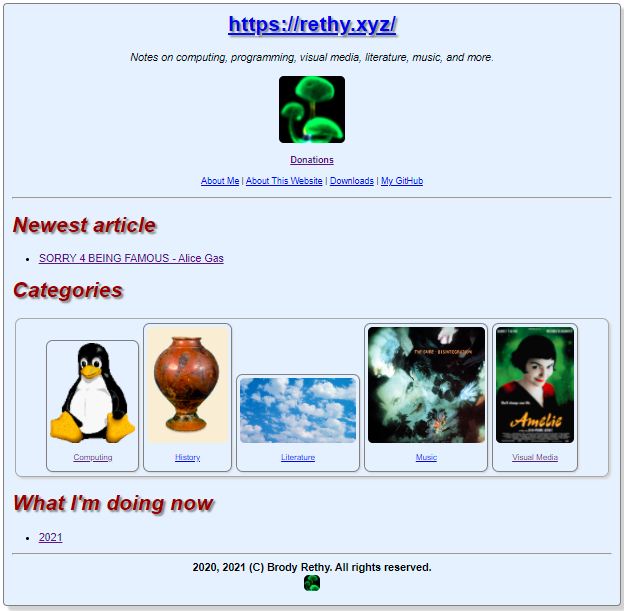 https://rethy.xyz/
Notes on computing, programming, visual media, literature, music, and more.
Donations
About Me | About This Website | Downloads | My GitHub
Newest article
SORRY 4 BEING FAMOUS - Alice Gas
Categories
THE CURE · DISINTEGRATION
Amélie
Computing
History
Literature
Music
Visual Media
What I'm doing now
2021
2020, 2021 (C) Brody Rethy. All rights reserved.